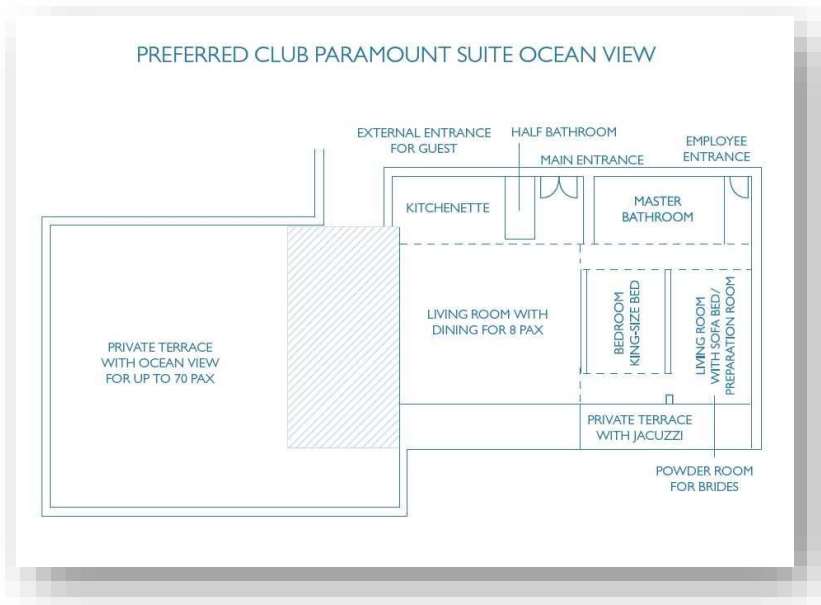 PREFERRED CLUB PARAMOUNT SUITE OCEAN VIEW
EXTERNAL ENTRANCE
FOR GUEST
HALF BATHROOM
MAIN ENTRANCE
EMPLOYEE
ENTRANCE
KITCHENETTE
MASTER
BATHROOM
LIVING ROOM WITH
DINING FOR 8 PAX
BEDROOM
KING-SIZE BED
LIVING ROOM
WITH SOFA BED/
PREPARATION ROOM
PRIVATE TERRACE
WITH OCEAN VIEW
FOR UP TO 70 PAX
PRIVATE TERRACE
WITH JACUZZI
POWDER ROOM
FOR BRIDES